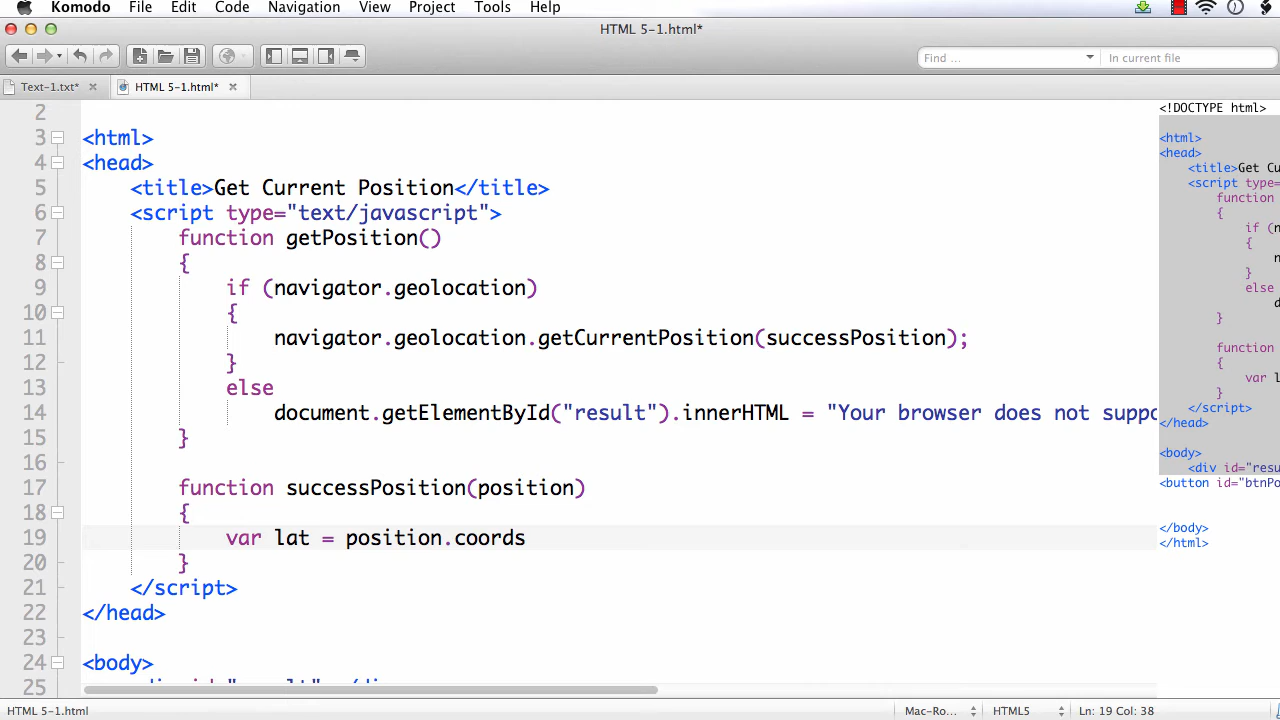 Komodo File Edit Code Navigation View Project Tools Help
HTML 5-1.html*
Find ... In current file
Text-1.txt* HTML 5-1.html*
2
3 <html>
4 <head>
5 <title>Get Current Position</title>
6 <script type="text/javascript">
7 function getPosition()
8 {
9 if (navigator.geolocation)
10 {
11 navigator.geolocation.getCurrentPosition(successPosition);
12 }
13 else
14 document.getElementById("result").innerHTML = "Your browser does not suppo
15 }
16
17 function successPosition(position)
18 {
19 var lat = position.coords
20 }
21 </script>
22 </head>
23
24 <body>
25
<!DOCTYPE html>
<html>
<head>
<title>Get Cu
<script type=
function
{
if (n
{
n
}
else
d
}
function
{
var l
}
</script>
</head>
<body>
<div id="resu
<button id="btnPo
</body>
</html>
HTML 5-1.html Mac-Ro... HTML5 Ln: 19 Col: 38